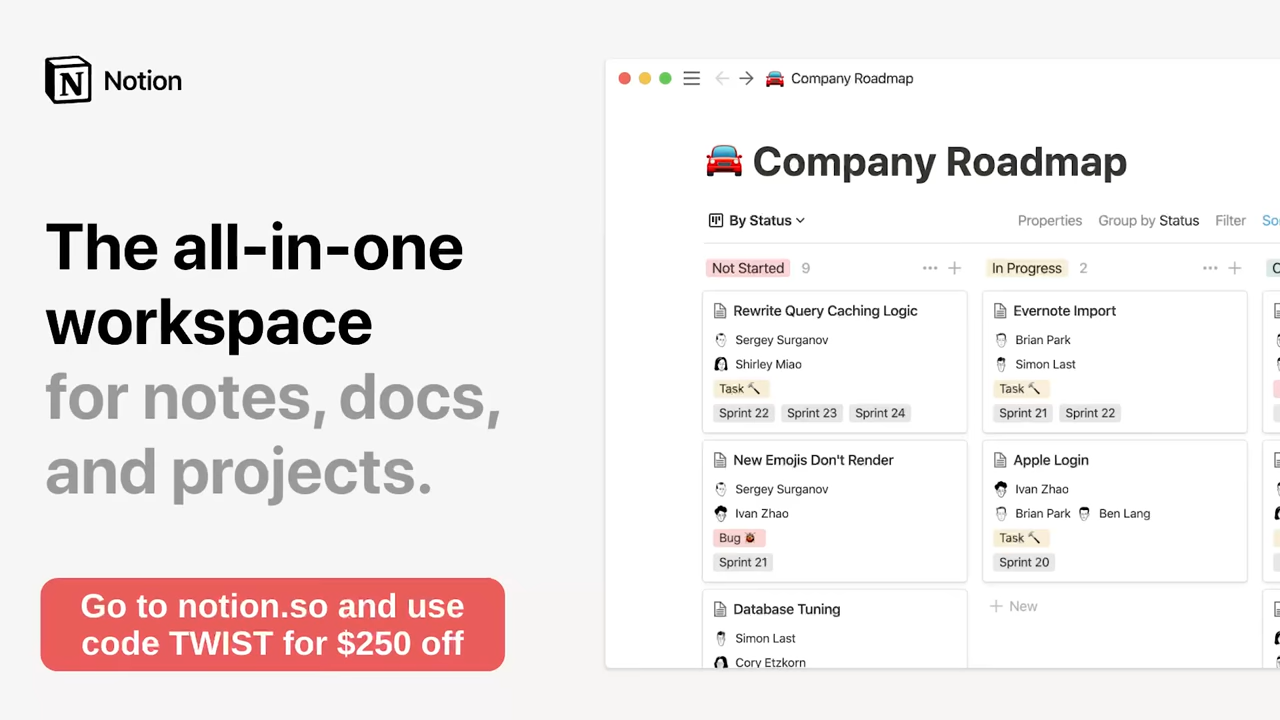 Notion
The all-in-one
workspace
for notes, docs,
and projects.
Go to notion.so and use
code TWIST for $250 off
Company Roadmap
Company Roadmap
By Status
Properties Group by Status Filter
Not Started 9
Rewrite Query Caching Logic
Sergey Surganov
Shirley Miao
Task
Sprint 22 Sprint 23 Sprint 24
New Emojis Don't Render
Sergey Surganov
Ivan Zhao
Bug
Sprint 21
Database Tuning
Simon Last
Cory Etzkorn
In Progress 2
Evernote Import
Brian Park
Simon Last
Task
Sprint 21 Sprint 22
Apple Login
Ivan Zhao
Brian Park Ben Lang
Task
Sprint 20
+ New